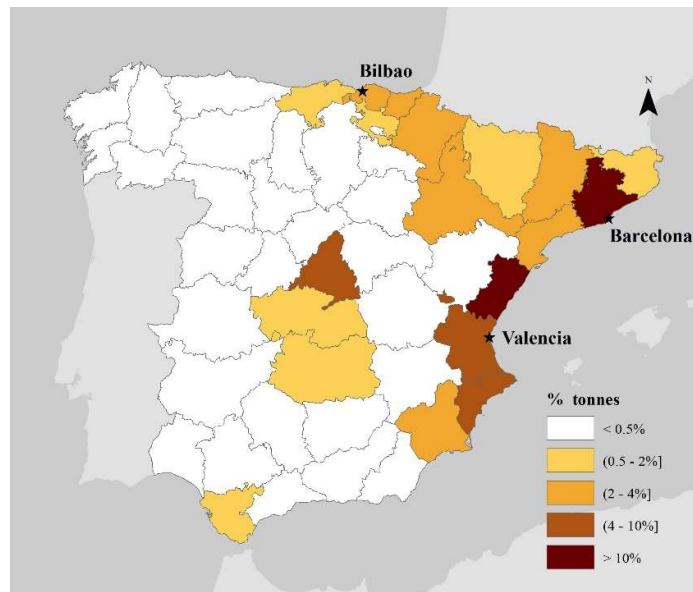 Bilbao
N
Barcelona
Valencia
% tonnes
< 0.5%
(0.5 - 2%]
(2 - 4%]
(4 - 10%]
> 10%